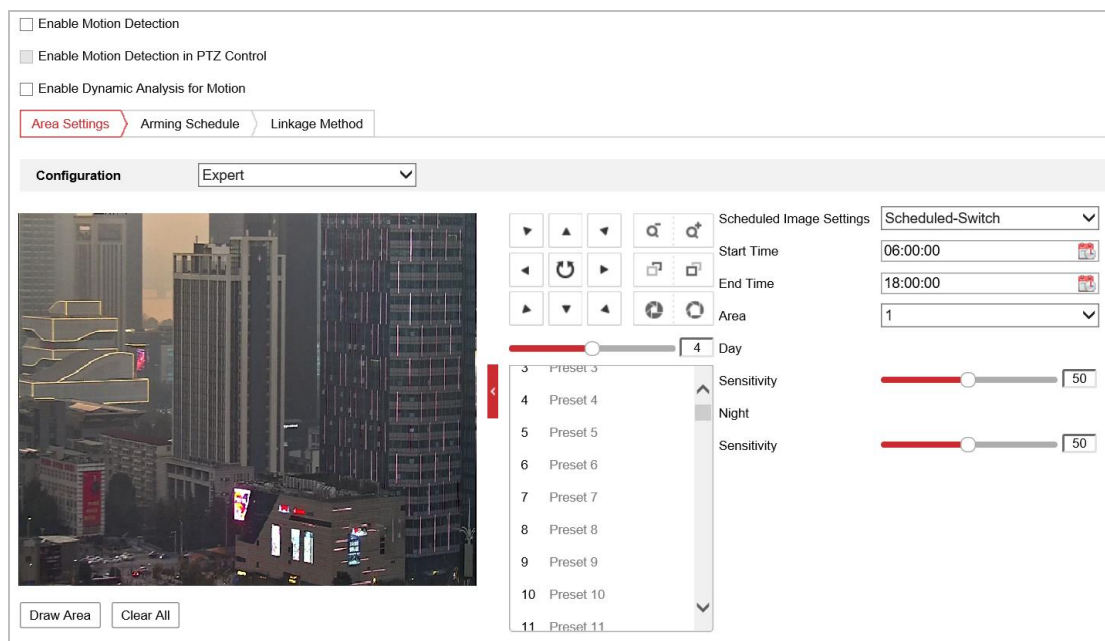 Enable Motion Detection
Enable Motion Detection in PTZ Control
Enable Dynamic Analysis for Motion
Area Settings
Arming Schedule
Linkage Method
Configuration
Expert
Scheduled Image Settings
Scheduled-Switch
Start Time
06:00:00
End Time
18:00:00
Area
1
4
Day
3 Preset 3
4 Preset 4
5 Preset 5
6 Preset 6
7 Preset 7
8 Preset 8
9 Preset 9
10 Preset 10
11 Preset 11
Sensitivity
50
Night
Sensitivity
50
Draw Area
Clear All